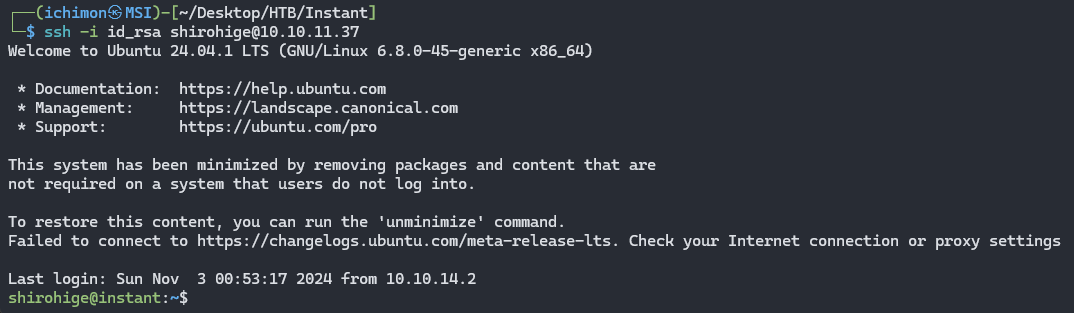 ┌──(ichimon㉿MSI)-[~/Desktop/HTB/Instant]
└─$ ssh -i id_rsa shirohige@10.10.11.37
Welcome to Ubuntu 24.04.1 LTS (GNU/Linux 6.8.0-45-generic x86_64)

 * Documentation:  https://help.ubuntu.com
 * Management:     https://landscape.canonical.com
 * Support:        https://ubuntu.com/pro

This system has been minimized by removing packages and content that are
not required on a system that users do not log into.

To restore this content, you can run the 'unminimize' command.
Failed to connect to https://changelogs.ubuntu.com/meta-release-lts. Check your Internet connection or proxy settings

Last login: Sun Nov  3 00:53:17 2024 from 10.10.14.2
shirohige@instant:~$